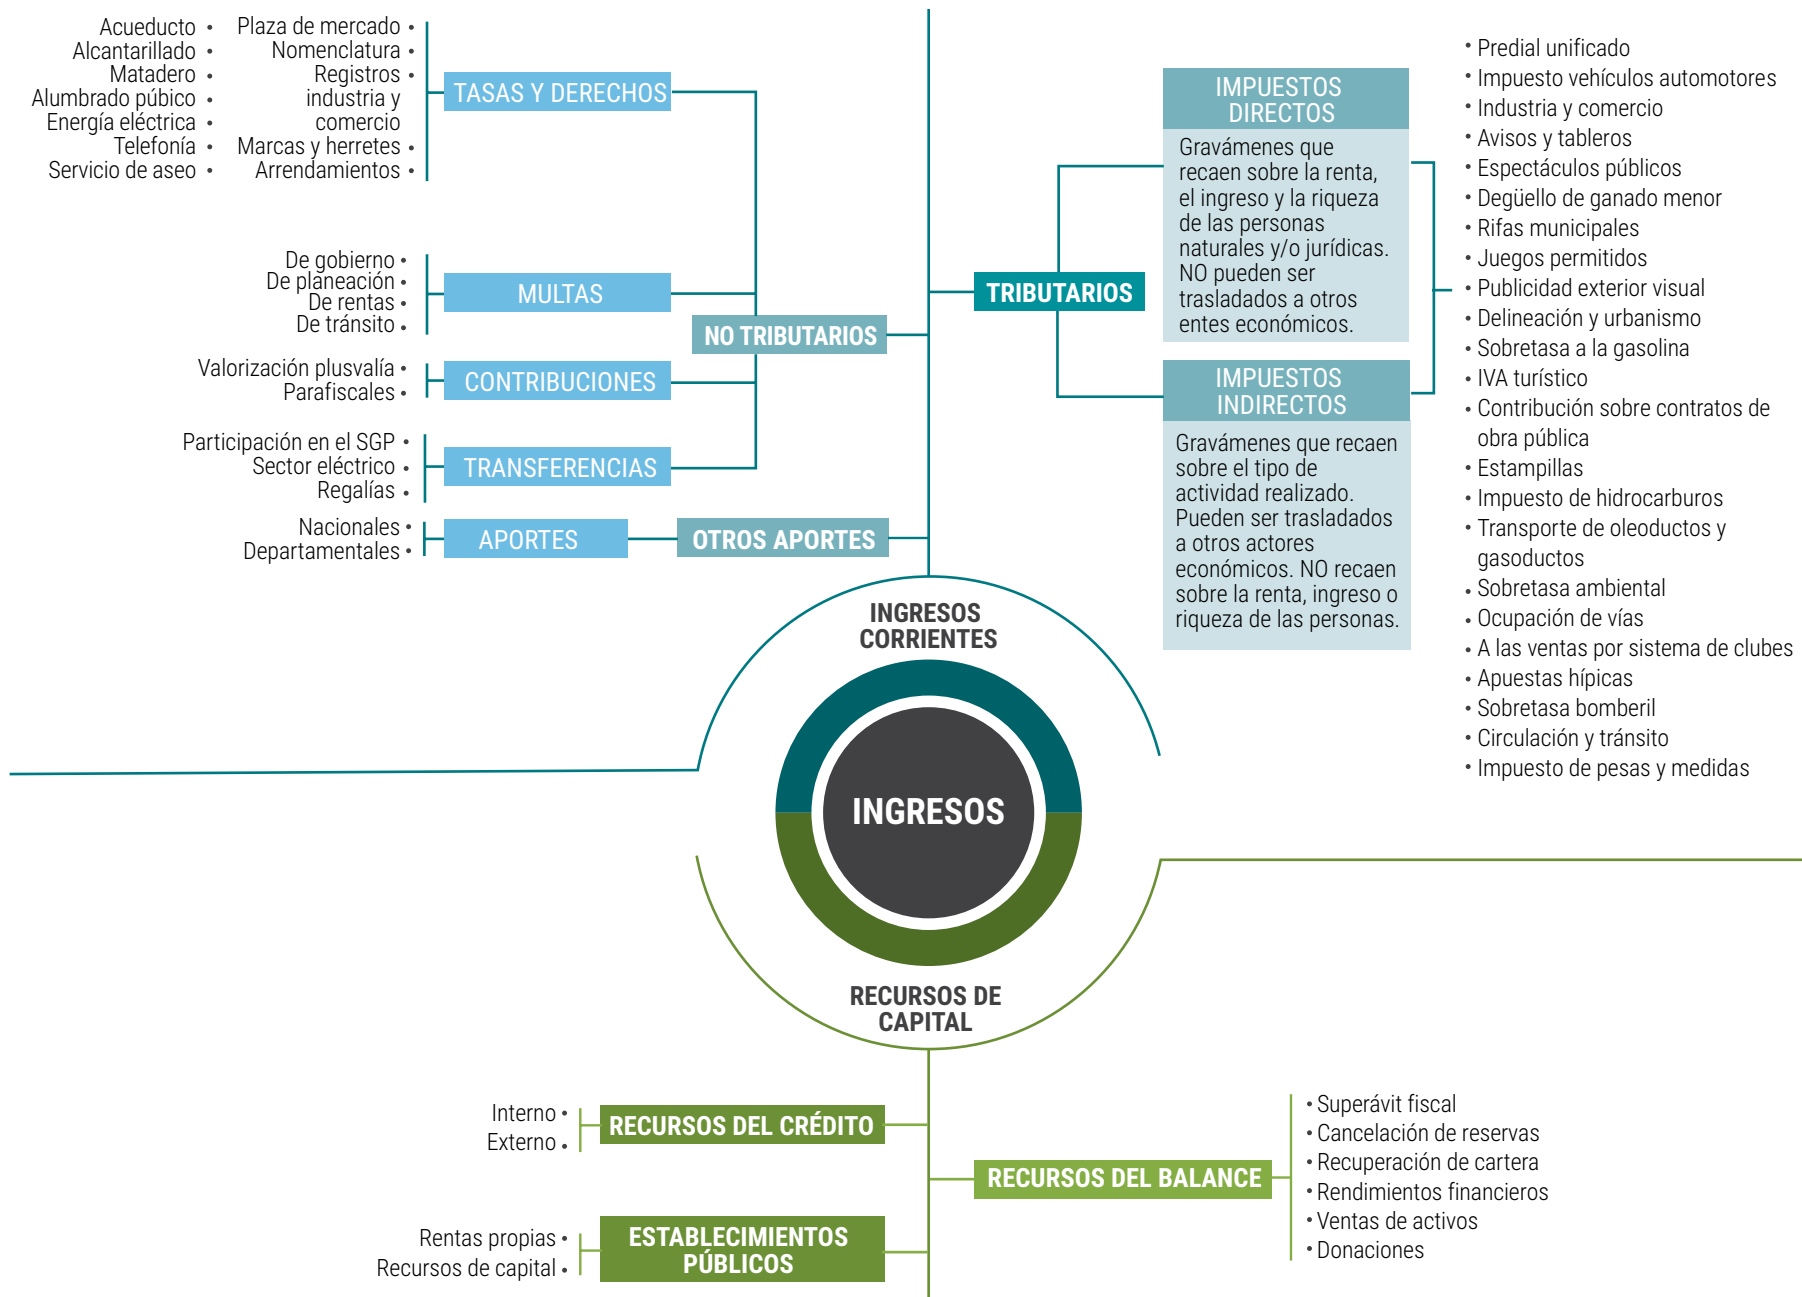 Acueducto •
Alcantarillado •
Matadero •
Alumbrado púbico •
Energía eléctrica •
Telefonía •
Servicio de aseo •
Plaza de mercado •
Nomenclatura •
Registros •
industria y
comercio
Marcas y herretes •
Arrendamientos •
TASAS Y DERECHOS
De gobierno •
De planeación •
De rentas •
De tránsito •
MULTAS
NO TRIBUTARIOS
Valorización plusvalía •
Parafiscales •
CONTRIBUCIONES
Participación en el SGP •
Sector eléctrico •
Regalías •
TRANSFERENCIAS
Nacionales •
Departamentales •
APORTES
OTROS APORTES
TRIBUTARIOS
IMPUESTOS
DIRECTOS
Gravámenes que
recaen sobre la renta,
el ingreso y la riqueza
de las personas
naturales y/o jurídicas.
NO pueden ser
trasladados a otros
entes económicos.
IMPUESTOS
INDIRECTOS
Gravámenes que recaen
sobre el tipo de
actividad realizado.
Pueden ser trasladados
a otros actores
económicos. NO recaen
sobre la renta, ingreso o
riqueza de las personas.
• Predial unificado
• Impuesto vehículos automotores
• Industria y comercio
• Avisos y tableros
• Espectáculos públicos
• Degüello de ganado menor
• Rifas municipales
• Juegos permitidos
• Publicidad exterior visual
• Delineación y urbanismo
• Sobretasa a la gasolina
• IVA turístico
• Contribución sobre contratos de
obra pública
• Estampillas
• Impuesto de hidrocarburos
• Transporte de oleoductos y
gasoductos
• Sobretasa ambiental
• Ocupación de vías
• A las ventas por sistema de clubes
• Apuestas hípicas
• Sobretasa bomberil
• Circulación y tránsito
• Impuesto de pesas y medidas
INGRESOS
CORRIENTES
INGRESOS
RECURSOS DE
CAPITAL
Interno •
Externo •
RECURSOS DEL CRÉDITO
Rentas propias •
Recursos de capital •
ESTABLECIMIENTOS
PÚBLICOS
RECURSOS DEL BALANCE
• Superávit fiscal
• Cancelación de reservas
• Recuperación de cartera
• Rendimientos financieros
• Ventas de activos
• Donaciones